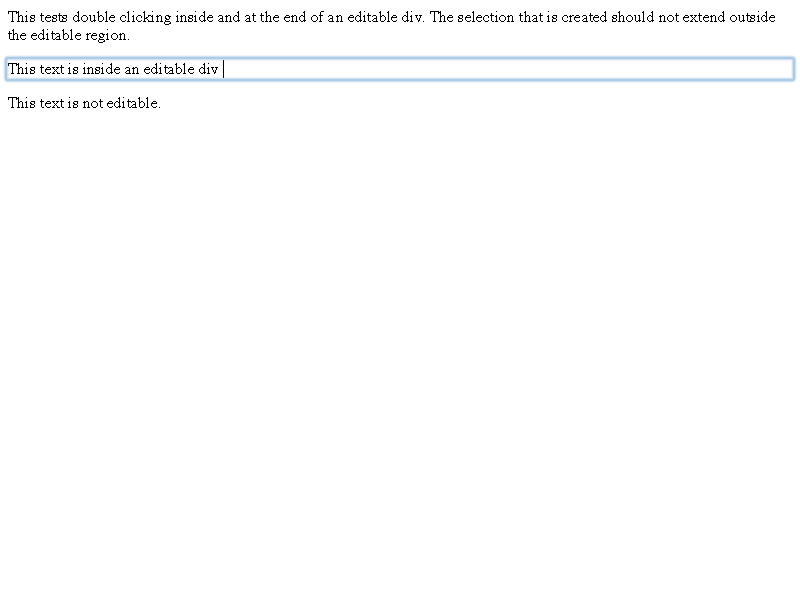 This tests double clicking inside and at the end of an editable div. The selection that is created should not extend outside
the editable region.
This text is inside an editable div
This text is not editable.